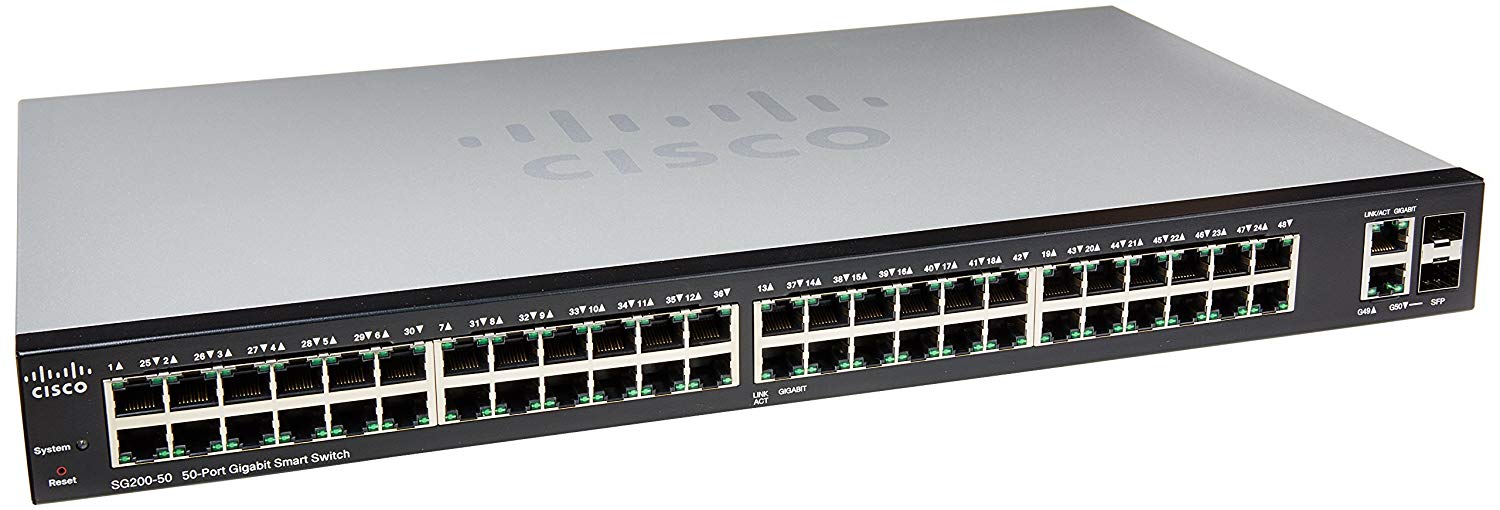 CISCO
LINK/ACT GIGABIT
1▲ 25▼ 2▲ 26▼ 3▲ 27▼ 4▲ 28▼ 5▲ 29▼ 6▲ 30▼ 7▲ 31▼ 8▲ 32▼ 9▲ 33▼ 10▲ 34▼ 11▲ 35▼ 12▲ 36▼ 13▲ 37▼ 14▲ 38▼ 15▲ 39▼ 16▲ 40▼ 17▲ 41▼ 18▲ 42▼ 19▲ 43▼ 20▲ 44▼ 21▲ 45▼ 22▲ 46▼ 23▲ 47▼ 24▲ 48▼
G49▲ G50▼ SFP
CISCO
LINK ACT GIGABIT
System
Reset
SG200-50 50-Port Gigabit Smart Switch